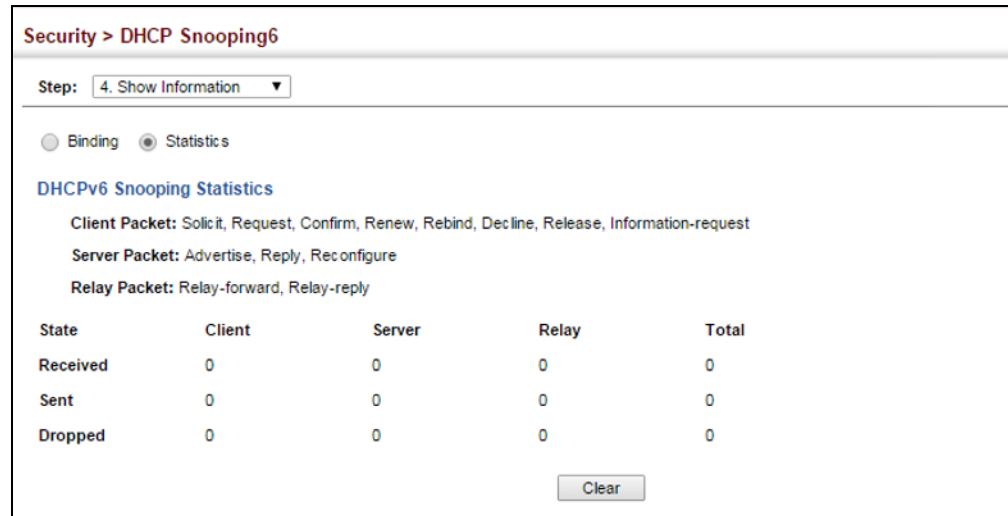 Security > DHCP Snooping6
Step: 4. Show Information ▼
Binding Statistics
DHCPv6 Snooping Statistics
Client Packet: Solicit, Request, Confirm, Renew, Rebind, Decline, Release, Information-request
Server Packet: Advertise, Reply, Reconfigure
Relay Packet: Relay-forward, Relay-reply
State Client Server Relay Total
Received 0 0 0 0
Sent 0 0 0 0
Dropped 0 0 0 0
Clear